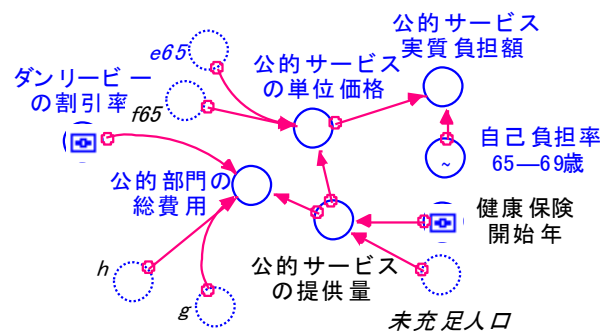 公的サービス
実質負担額
e65
公的サービス
の単位価格
ダンリービー
の割引率
f65
自己負担率
65―69歳
~
公的部門の
総費用
健康保険
開始年
h
公的サービス
の提供量
g
未充足人口